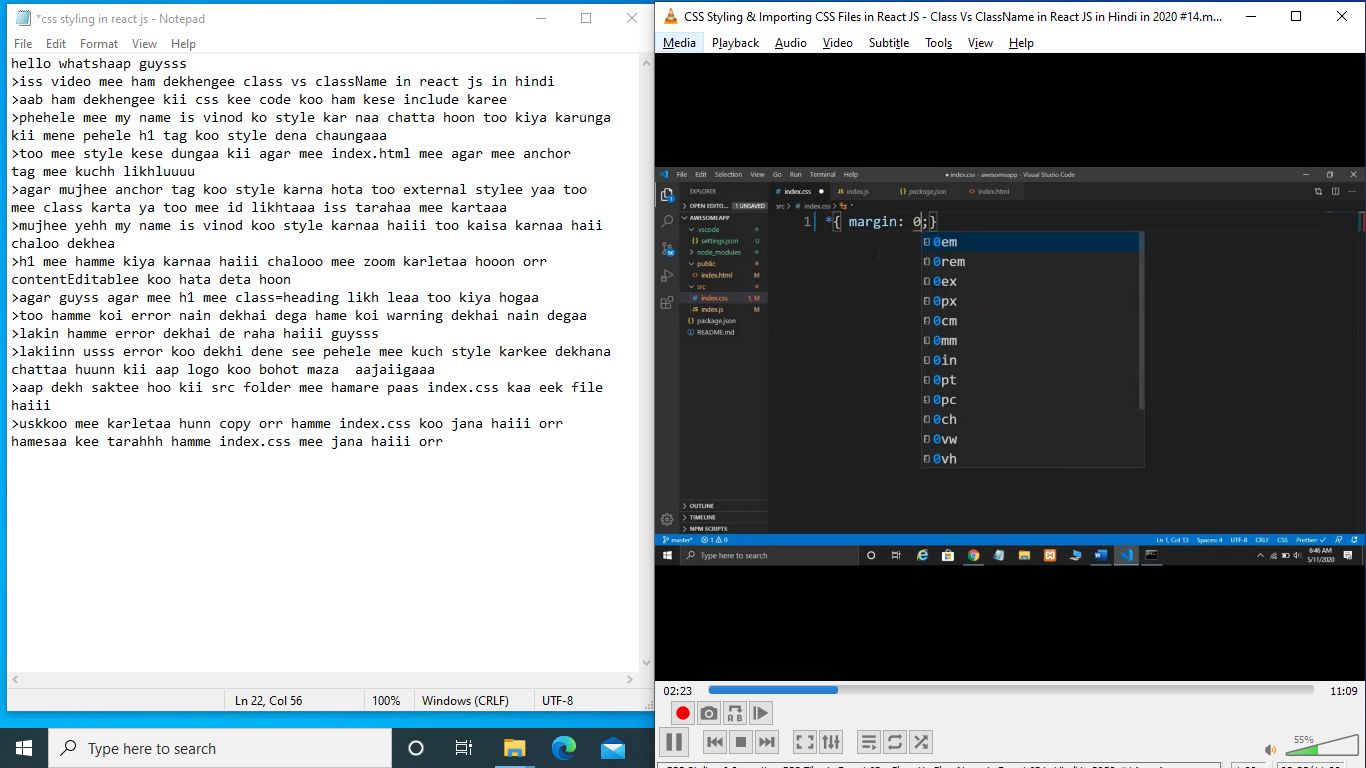 *css styling in react js - Notepad
File Edit Format View Help
hello whatshaap guysss
>iss video mee ham dekhengee class vs className in react js in hindi
>aab ham dekhengee kii css kee code koo ham kese include karee
>phehele mee my name is vinod ko style kar naa chatta hoon too kiya karunga
kii mene pehele h1 tag koo style dena chaungaaa
>too mee style kese dungaa kii agar mee index.html mee agar mee anchor
tag mee kuchh likhluuuu
>agar mujhee anchor tag koo style karna hota too external stylee yaa too
mee class karta ya too mee id likhtaaa iss tarahaa mee kartaaa
>mujhee yehh my name is vinod koo style karnaa haiii too kaisa karnaa haii
chaloo dekhea
>h1 mee hamme kiya karnaa haiii chalooo mee zoom karletaa hooon orr
contentEditablee koo hata deta hoon
>agar guyss agar mee h1 mee class=heading likh leaa too kiya hogaa
>too hamme koi error nain dekhai dega hame koi warning dekhai nain degaa
>lakin hamme error dekhai de raha haiii guysss
>lakiinn usss error koo dekhi dene see pehele mee kuch style karkee dekhana
chattaa huunn kii aap logo koo bohot maza  aajaiigaaa
>aap dekh saktee hoo kii src folder mee hamare paas index.css kaa eek file
haiii
>uskkoo mee karletaa hunn copy orr hamme index.css koo jana haiii orr
hamesaa kee tarahhh hamme index.css mee jana haiii orr
Ln 22, Col 56 100% Windows (CRLF) UTF-8
Type here to search
CSS Styling & Importing CSS Files in React JS - Class Vs ClassName in React JS in Hindi in 2020 #14.m...
Media Playback Audio Video Subtitle Tools View Help
File Edit Selection View Go Run Terminal Help
● index.css - awesomeapp - Visual Studio Code
EXPLORER
# index.css ● JS index.js {} package.json <> index.html
OPEN EDITO... 1 UNSAVED
src > # index.css > *
AWESOMEAPP
.vscode
{} settings.json U
node_modules
public
<> index.html M
src
# index.css 1, M
JS index.js M
{} package.json
README.md
1 *{ margin: 0;}
0em
0rem
0ex
0px
0cm
0mm
0in
0pt
0pc
0ch
0vw
0vh
OUTLINE
TIMELINE
NPM SCRIPTS
master* 1 0 Ln 1, Col 13 Spaces: 4 UTF-8 CRLF CSS Prettier: ✓
Type here to search
6:46 AM
5/11/2020
02:23 11:09
55%